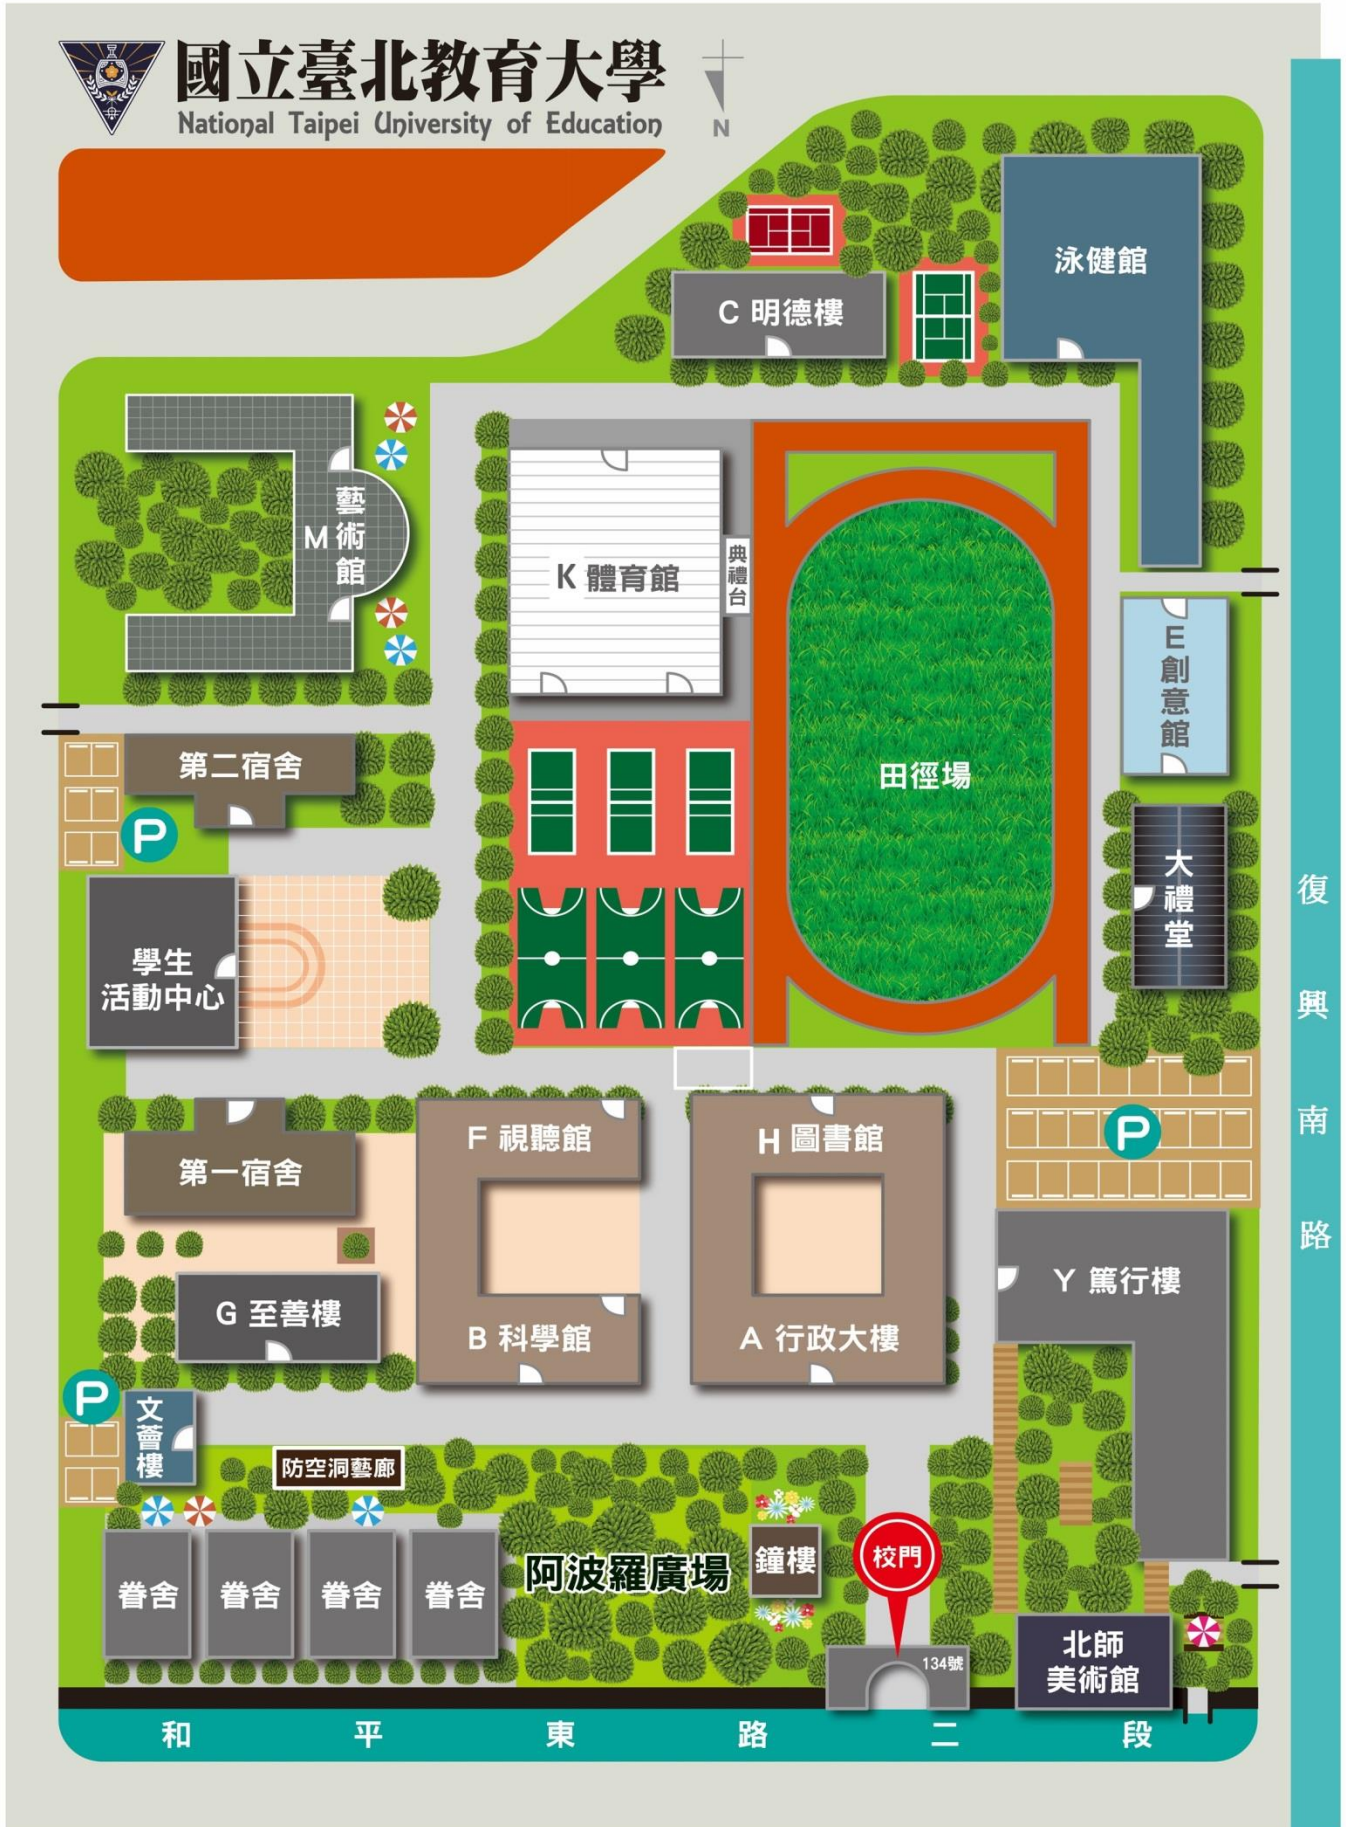 國立臺北教育大學
National Taipei University of Education
N
泳健館
C 明德樓
M 藝術館
K 體育館
典禮台
E 創意館
第二宿舍
P
田徑場
大禮堂
學生
活動中心
復興南路
F 視聽館
H 圖書館
P
第一宿舍
Y 篤行樓
G 至善樓
B 科學館
A 行政大樓
P
文薈樓
防空洞藝廊
校門
阿波羅廣場
鐘樓
眷舍
眷舍
眷舍
眷舍
北師
美術館
134號
和平東路二段